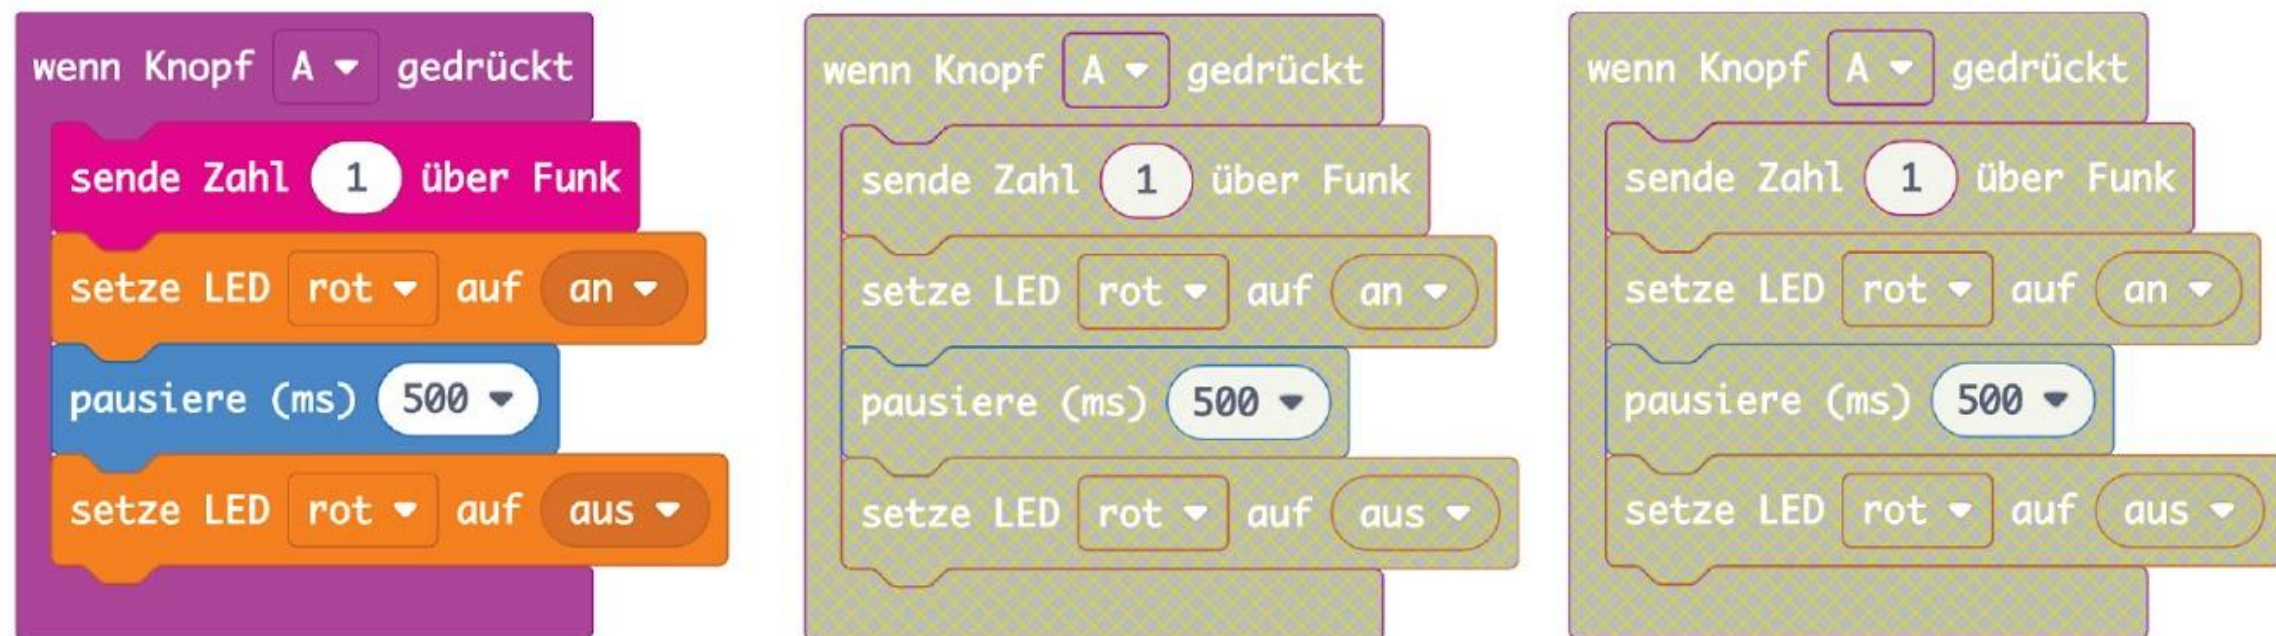 wenn Knopf A gedrückt
sende Zahl 1 über Funk
setze LED rot auf an
pausiere (ms) 500
setze LED rot auf aus
wenn Knopf A gedrückt
sende Zahl 1 über Funk
setze LED rot auf an
pausiere (ms) 500
setze LED rot auf aus
wenn Knopf A gedrückt
sende Zahl 1 über Funk
setze LED rot auf an
pausiere (ms) 500
setze LED rot auf aus